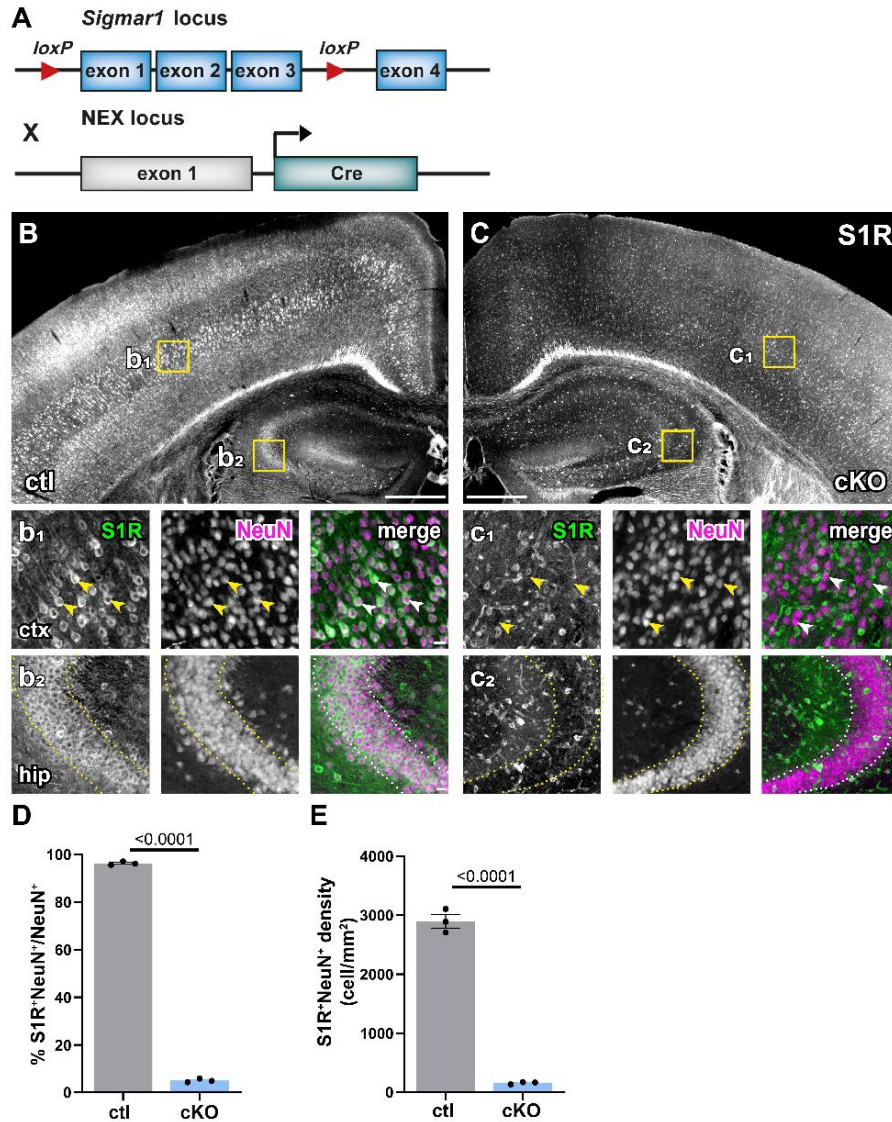 A
Sigmar1 locus
loxP
loxP
exon 1
exon 2
exon 3
exon 4
X
NEX locus
exon 1
Cre
B
b1
b2
ctl
C
S1R
c1
c2
cKO
b1
S1R
NeuN
merge
ctx
c1
S1R
NeuN
merge
b2
hip
c2
D
<0.0001
% S1R+NeuN+/NeuN+
100
80
60
40
20
0
ctl
cKO
E
<0.0001
S1R+NeuN+ density
(cell/mm2)
4000
3000
2000
1000
0
ctl
cKO